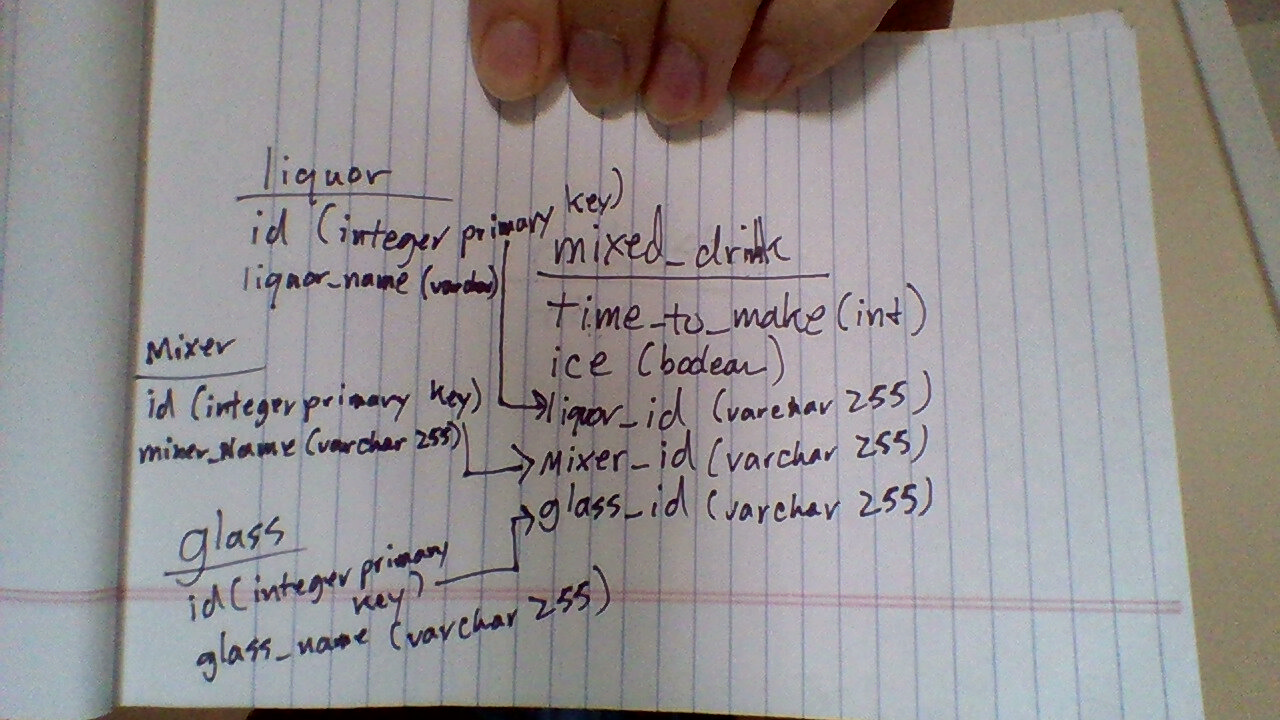 liquor
id (integer primary key)
liquor_name (varchar)
Mixer
id (integer primary key)
mixer_Name (varchar 255)
glass
id (integer primary
key)
glass_name (varchar 255)
mixed_drink
time_to_make (int)
ice (boolean)
liquor_id (varchar 255)
Mixer_id (varchar 255)
glass_id (varchar 255)